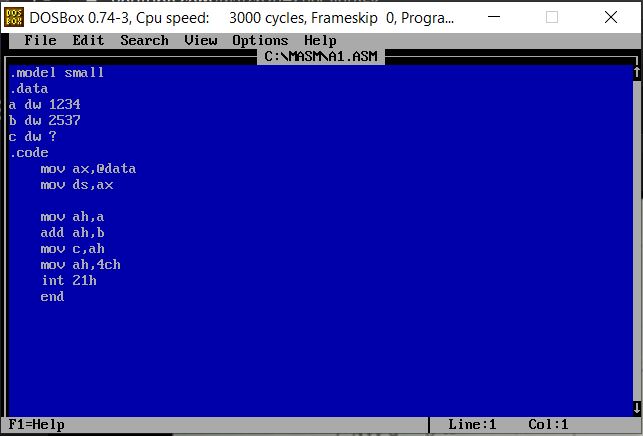 DOS BOX DOSBox 0.74-3, Cpu speed: 3000 cycles, Frameskip 0, Progra...
File Edit Search View Options Help
C:\MASM\A1.ASM
.model small
.data
a dw 1234
b dw 2537
c dw ?
.code
    mov ax,@data
    mov ds,ax

    mov ah,a
    add ah,b
    mov c,ah
    mov ah,4ch
    int 21h
    end
F1=Help Line:1 Col:1